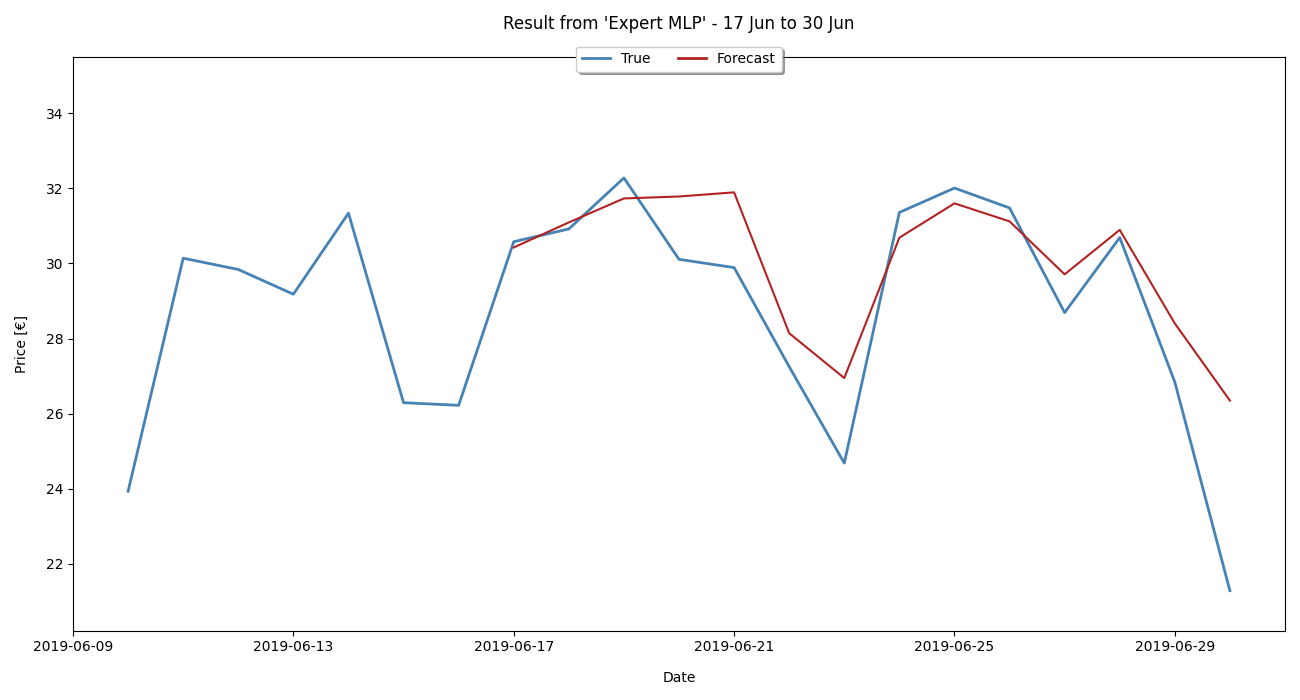 Result from 'Expert MLP' - 17 Jun to 30 Jun
True Forecast
34
32
30
28
26
24
22
Price [€]
2019-06-09 2019-06-13 2019-06-17 2019-06-21 2019-06-25 2019-06-29
Date